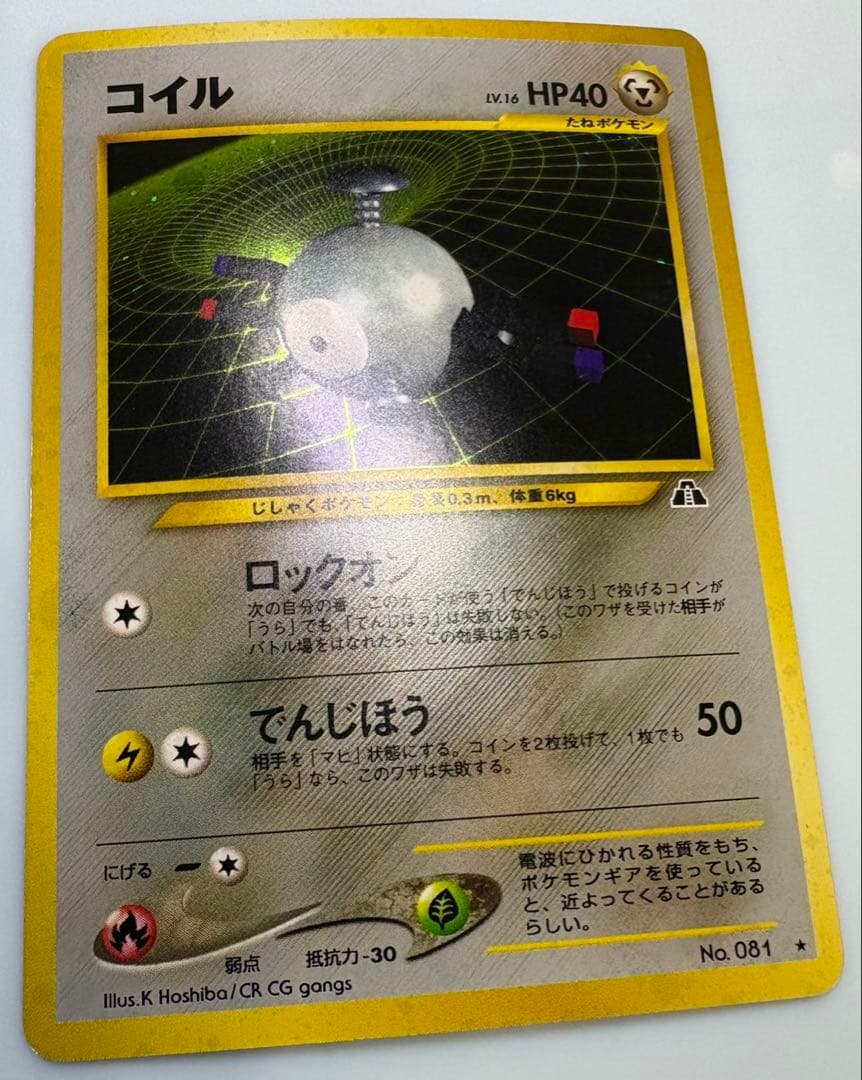 コイル
LV.16 HP40
たねポケモン
じしゃくポケモン 身長0.3m、体重6kg
ロックオン
次の自分の番、このカードが使う「でんじほう」で投げるコインが
「うら」でも、「でんじほう」は失敗しない。(このワザを受けた相手が
バトル場をはなれたら、この効果は消える。)
でんじほう
50
相手を「マヒ」状態にする。コインを2枚投げて、1枚でも
「うら」なら、このワザは失敗する。
にげる
電波にひかれる性質をもち、
ポケモンギアを使っている
と、近よってくることがある
らしい。
弱点 抵抗力-30
No. 081 ★
Illus.K Hoshiba/CR CG gangs